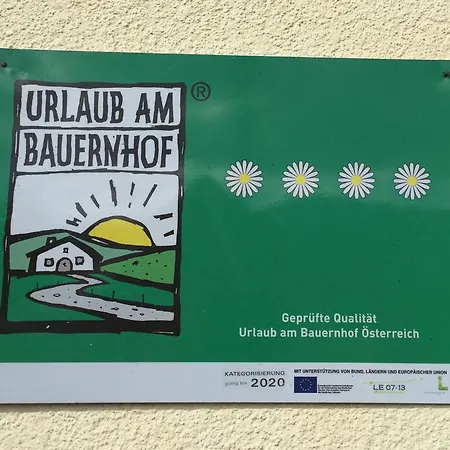 URLAUB AM
BAUERNHOF
®
Geprüfte Qualität
Urlaub am Bauernhof Österreich
KATEGORISIERUNG
gültig bis 2020
MIT UNTERSTÜTZUNG VON BUND, LÄNDERN UND EUROPÄISCHER UNION
LE 07-13